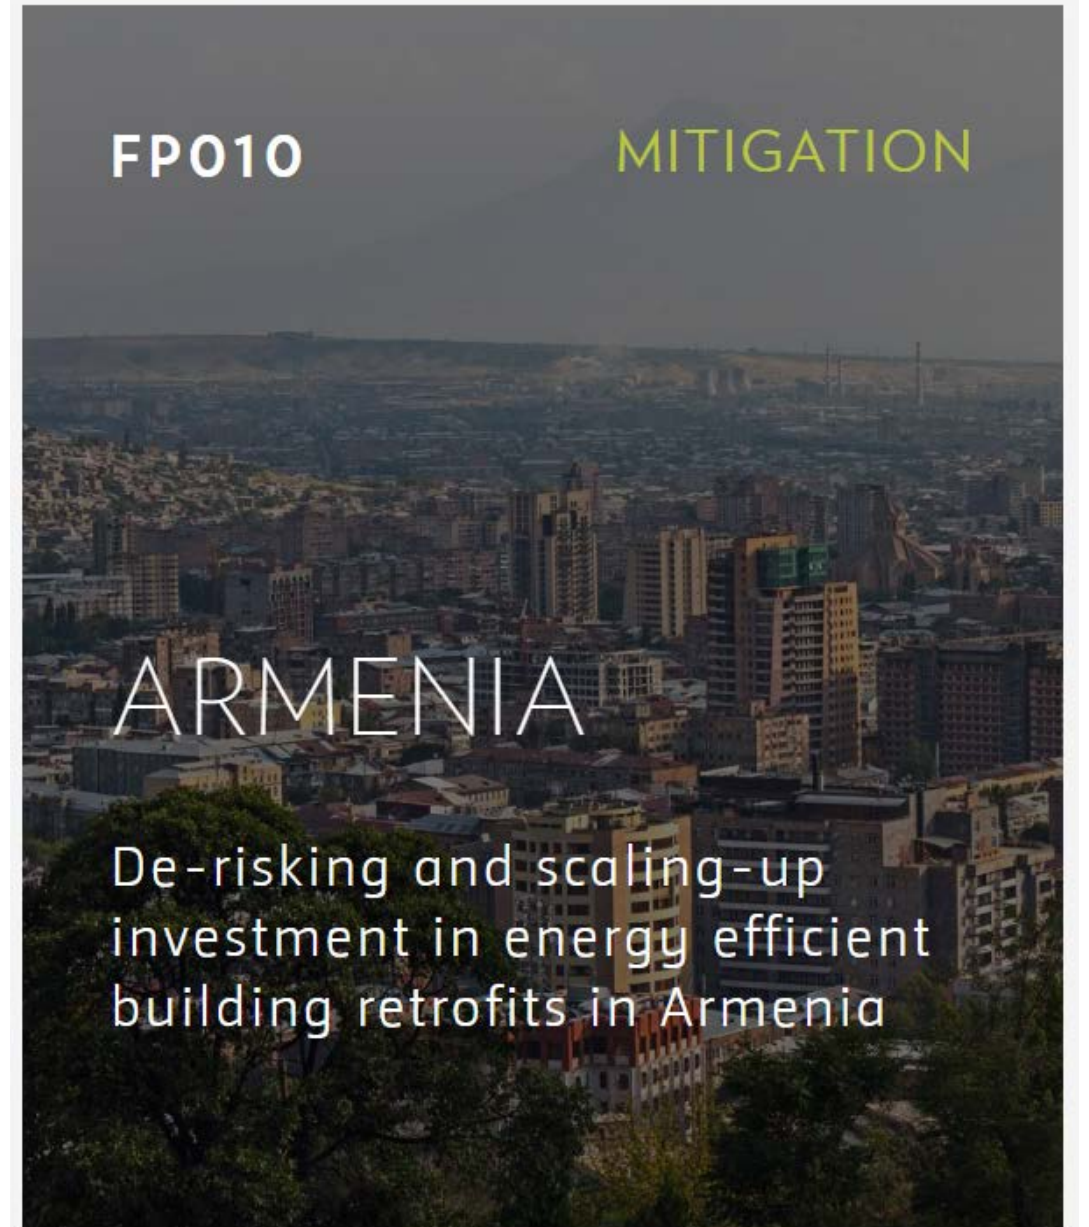 FP010
MITIGATION
ARMENIA
De-risking and scaling-up
investment in energy efficient
building retrofits in Armenia